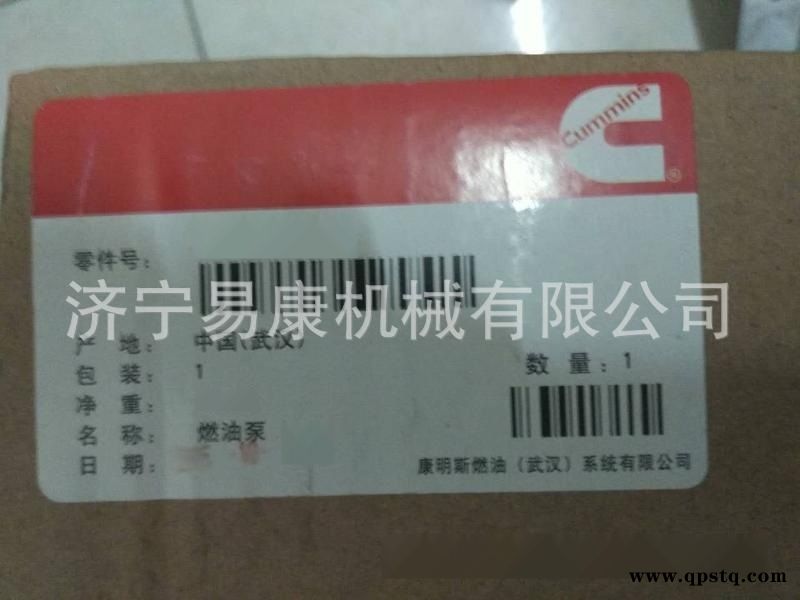 Cummins
®
零件号：
济宁易康机械有限公司
产 地： 中国(武汉)
包 装： 1
数 量：1
净 重：
名 称： 燃油泵
日 期：
康明斯燃油（武汉）系统有限公司
www.qpstq.com